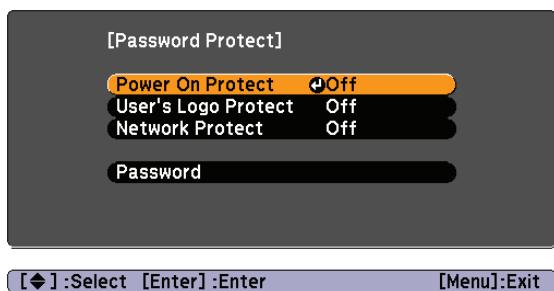 [Password Protect]
Power On Protect Off
User's Logo Protect Off
Network Protect Off
Password
[◆] :Select [Enter] :Enter [Menu]:Exit